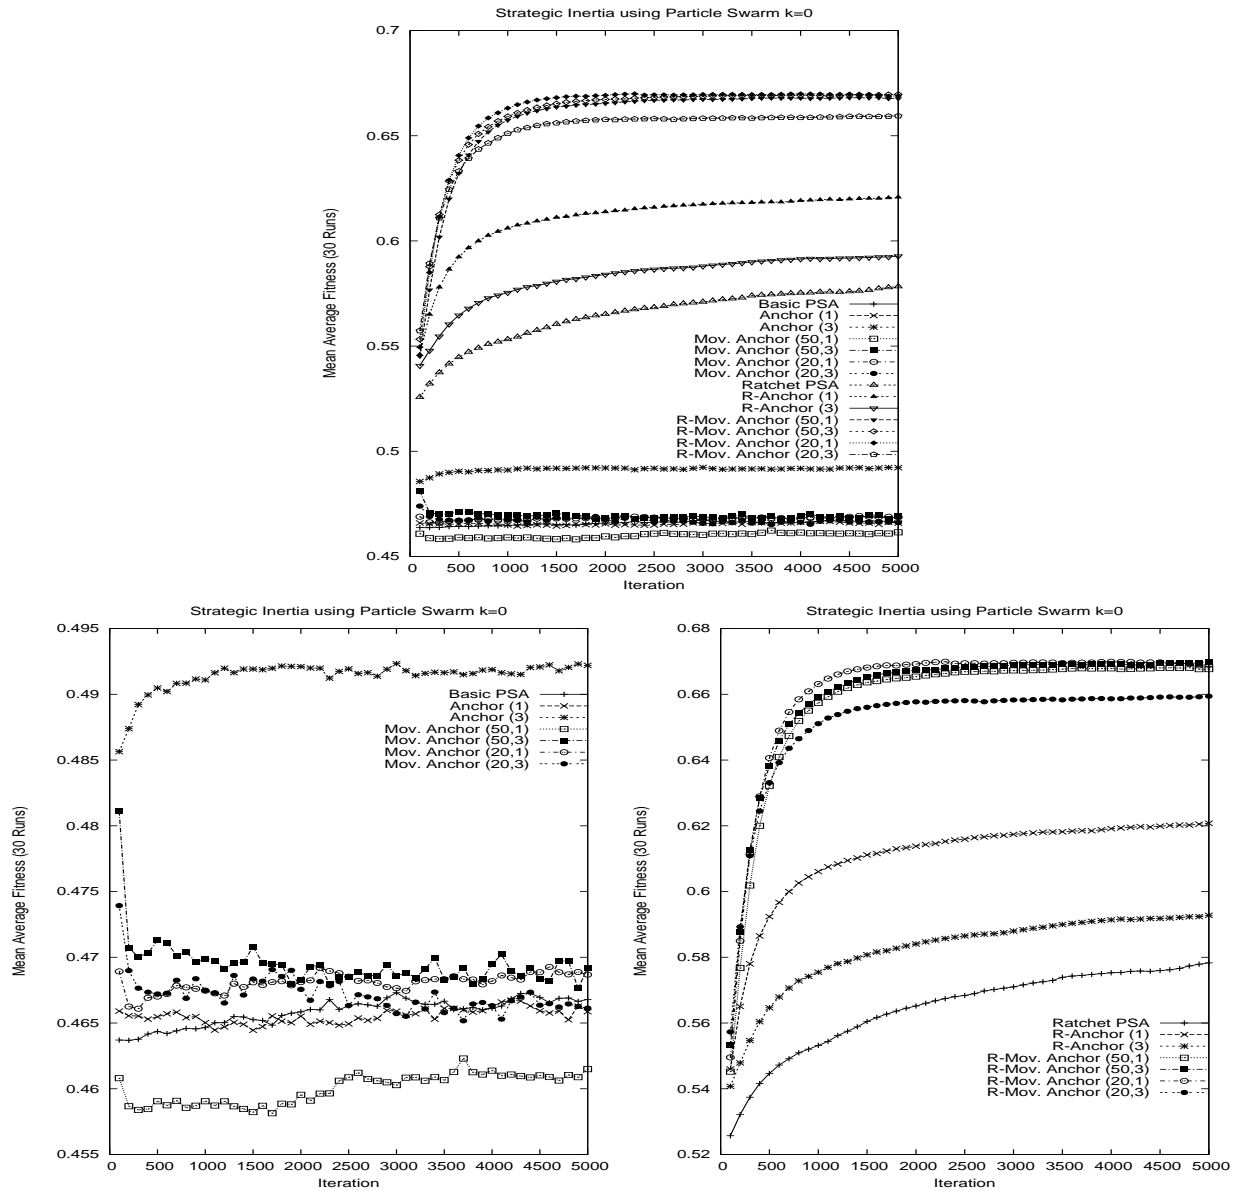 Strategic Inertia using Particle Swarm k=0
0.7
0.65
0.6
0.55
0.5
0.45
Mean Average Fitness (30 Runs)
Basic PSA
Anchor (1)
Anchor (3)
Mov. Anchor (50,1)
Mov. Anchor (50,3)
Mov. Anchor (20,1)
Mov. Anchor (20,3)
Ratchet PSA
R-Anchor (1)
R-Anchor (3)
R-Mov. Anchor (50,1)
R-Mov. Anchor (50,3)
R-Mov. Anchor (20,1)
R-Mov. Anchor (20,3)
0 500 1000 1500 2000 2500 3000 3500 4000 4500 5000
Iteration
Strategic Inertia using Particle Swarm k=0
0.495
0.49
0.485
0.48
0.475
0.47
0.465
0.46
0.455
Mean Average Fitness (30 Runs)
Basic PSA
Anchor (1)
Anchor (3)
Mov. Anchor (50,1)
Mov. Anchor (50,3)
Mov. Anchor (20,1)
Mov. Anchor (20,3)
0 500 1000 1500 2000 2500 3000 3500 4000 4500 5000
Iteration
Strategic Inertia using Particle Swarm k=0
0.68
0.66
0.64
0.62
0.6
0.58
0.56
0.54
0.52
Mean Average Fitness (30 Runs)
Ratchet PSA
R-Anchor (1)
R-Anchor (3)
R-Mov. Anchor (50,1)
R-Mov. Anchor (50,3)
R-Mov. Anchor (20,1)
R-Mov. Anchor (20,3)
0 500 1000 1500 2000 2500 3000 3500 4000 4500 5000
Iteration